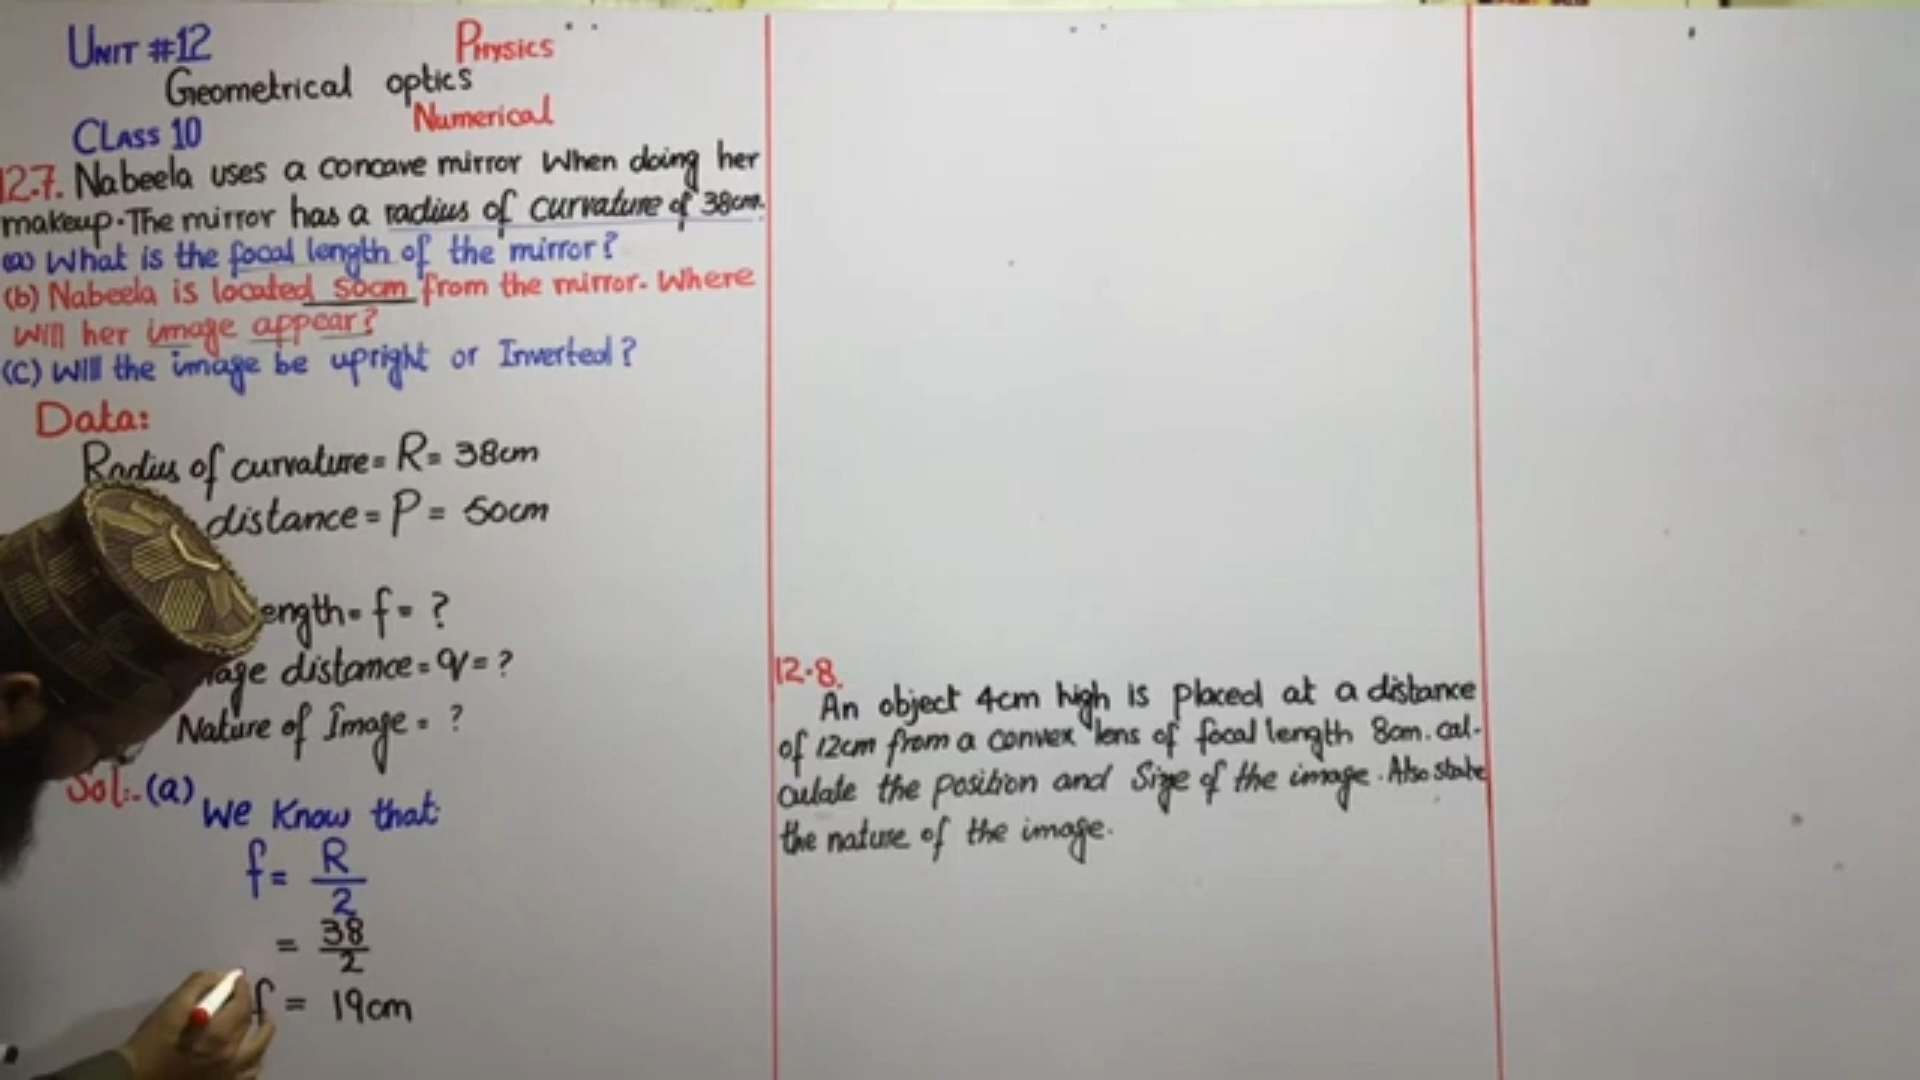 UNIT #12 Physics
Geometrical optics
Numerical
CLASS 10
12.7. Nabeela uses a concave mirror When doing her
makeup. The mirror has a radius of curvature of 38cm.
(a) What is the focal length of the mirror?
(b) Nabeela is located 50cm from the mirror. Where
Will her image appear?
(C) Will the image be upright or Inverted?
Data:
Radius of curvature = R = 38cm
distance = P = 50cm
ength = f = ?
age distance = q = ?
Nature of Image = ?
Sol:- (a) We Know that:
f = R/2
= 38/2
f = 19cm
12.8.
An object 4cm high is placed at a distance
of 12cm from a convex lens of focal length 8cm. cal-
culate the position and Size of the image. Also state
the nature of the image.